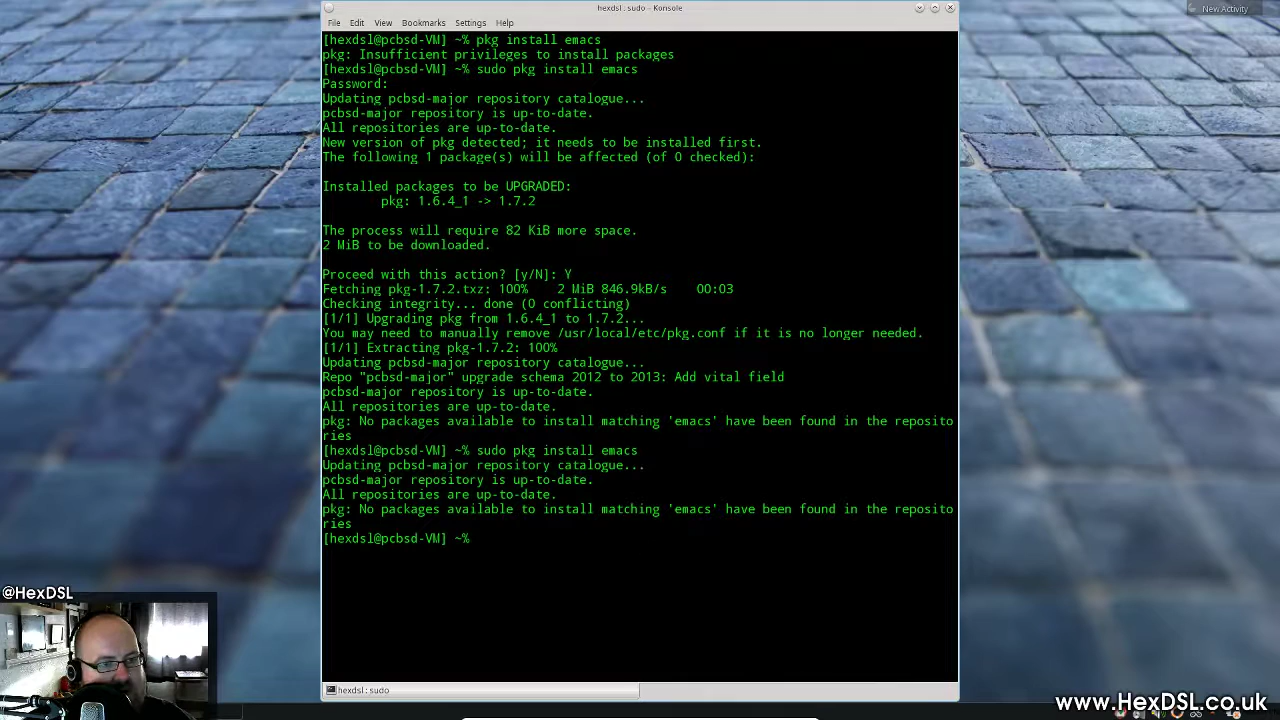 hexdsl : sudo – Konsole
New Activity
File Edit View Bookmarks Settings Help
[hexdsl@pcbsd-VM] ~% pkg install emacs
pkg: Insufficient privileges to install packages
[hexdsl@pcbsd-VM] ~% sudo pkg install emacs
Password:
Updating pcbsd-major repository catalogue...
pcbsd-major repository is up-to-date.
All repositories are up-to-date.
New version of pkg detected; it needs to be installed first.
The following 1 package(s) will be affected (of 0 checked):
Installed packages to be UPGRADED:
pkg: 1.6.4_1 -> 1.7.2
The process will require 82 KiB more space.
2 MiB to be downloaded.
Proceed with this action? [y/N]: Y
Fetching pkg-1.7.2.txz: 100% 2 MiB 846.9kB/s 00:03
Checking integrity... done (0 conflicting)
[1/1] Upgrading pkg from 1.6.4_1 to 1.7.2...
You may need to manually remove /usr/local/etc/pkg.conf if it is no longer needed.
[1/1] Extracting pkg-1.7.2: 100%
Updating pcbsd-major repository catalogue...
Repo "pcbsd-major" upgrade schema 2012 to 2013: Add vital field
pcbsd-major repository is up-to-date.
All repositories are up-to-date.
pkg: No packages available to install matching 'emacs' have been found in the reposito
ries
[hexdsl@pcbsd-VM] ~% sudo pkg install emacs
Updating pcbsd-major repository catalogue...
pcbsd-major repository is up-to-date.
All repositories are up-to-date.
pkg: No packages available to install matching 'emacs' have been found in the reposito
ries
[hexdsl@pcbsd-VM] ~%
@HexDSL
hexdsl : sudo
www.HexDSL.co.uk